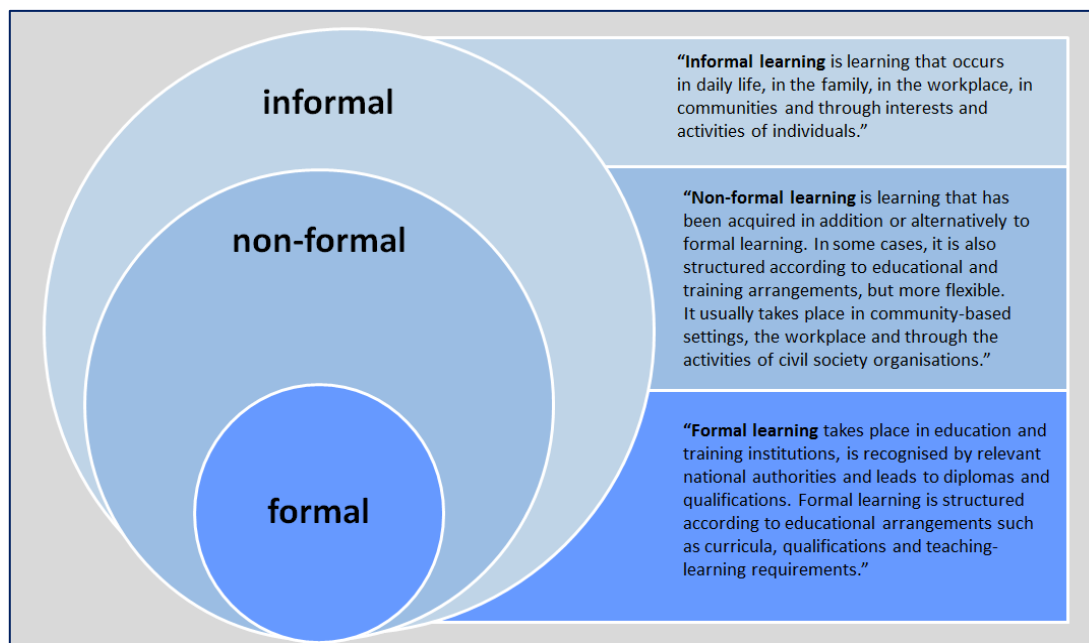 informal
"Informal learning is learning that occurs
in daily life, in the family, in the workplace, in
communities and through interests and
activities of individuals."
non-formal
"Non-formal learning is learning that has
been acquired in addition or alternatively to
formal learning. In some cases, it is also
structured according to educational and
training arrangements, but more flexible.
It usually takes place in community-based
settings, the workplace and through the
activities of civil society organisations."
formal
"Formal learning takes place in education and
training institutions, is recognised by relevant
national authorities and leads to diplomas and
qualifications. Formal learning is structured
according to educational arrangements such
as curricula, qualifications and teaching-
learning requirements."